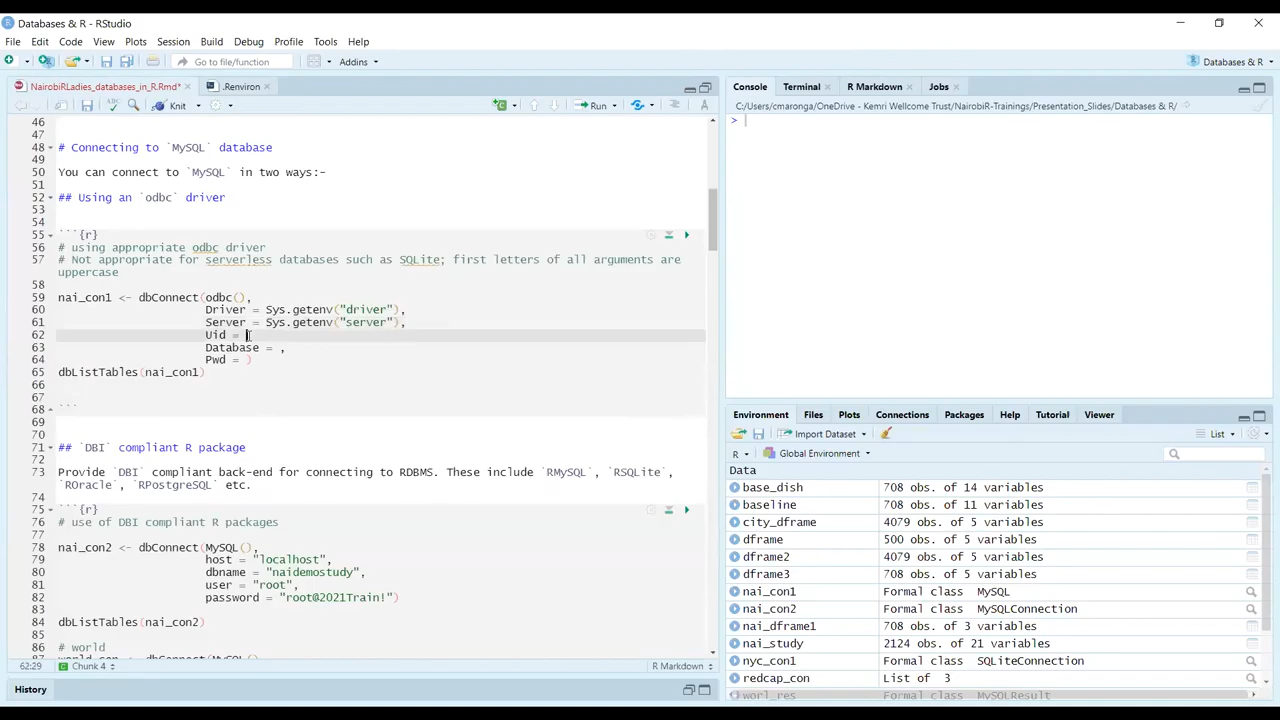 Databases & R - RStudio
File Edit Code View Plots Session Build Debug Profile Tools Help
Go to file/function Addins Databases & R
NairobiRLadies_databases_in_R.Rmd* .Renviron
Knit Run
46
47
48 # Connecting to `MySQL` database
49
50 You can connect to `MySQL` in two ways:-
51
52 ## Using an `odbc` driver
53
54
55 ```{r}
56 # using appropriate odbc driver
57 # Not appropriate for serverless databases such as SQLite; first letters of all arguments are
uppercase
58
59 nai_con1 <- dbConnect(odbc(),
60 Driver = Sys.getenv("driver"),
61 Server = Sys.getenv("server"),
62 Uid =
63 Database = ,
64 Pwd = )
65 dbListTables(nai_con1)
66
67
68 ```
69
70
71 ## `DBI` compliant R package
72
73 Provide `DBI` compliant back-end for connecting to RDBMS. These include `RMySQL`, `RSQLite`,
`ROracle`, `RPostgreSQL` etc.
74
75 ```{r}
76 # use of DBI compliant R packages
77
78 nai_con2 <- dbConnect(MySQL(),
79 host = "localhost",
80 dbname = "naidemostudy",
81 user = "root",
82 password = "root@2021Train!")
83
84 dbListTables(nai_con2)
85
86 # world
62:29 Chunk 4 R Markdown
History
Console Terminal R Markdown Jobs
C:/Users/cmaronga/OneDrive - Kemri Wellcome Trust/NairobiR-Trainings/Presentation_Slides/Databases & R/
>
Environment Files Plots Connections Packages Help Tutorial Viewer
Import Dataset List
R Global Environment
Data
base_dish 708 obs. of 14 variables
baseline 708 obs. of 11 variables
city_dframe 4079 obs. of 5 variables
dframe 500 obs. of 5 variables
dframe2 4079 obs. of 5 variables
dframe3 708 obs. of 5 variables
nai_con1 Formal class MySQL
nai_con2 Formal class MySQLConnection
nai_dframe1 708 obs. of 3 variables
nai_study 2124 obs. of 21 variables
nyc_con1 Formal class SQLiteConnection
redcap_con List of 3
worl_res Formal class MySQLResult